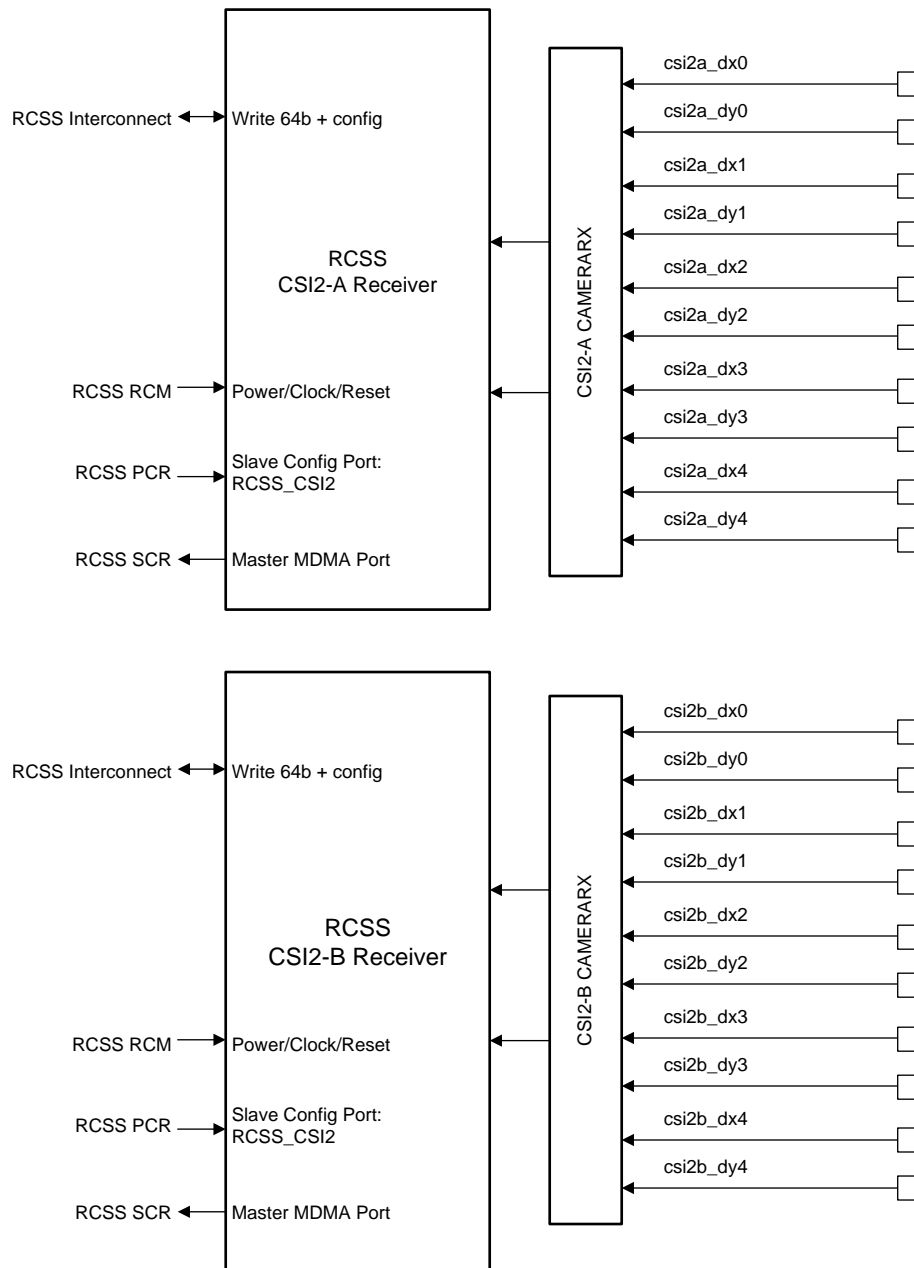 csi2a_dx0
RCSS Interconnect
Write 64b + config
csi2a_dy0
csi2a_dx1
csi2a_dy1
RCSS
CSI2-A Receiver
CSI2-A CAMERARX
csi2a_dx2
csi2a_dy2
csi2a_dx3
RCSS RCM
Power/Clock/Reset
csi2a_dy3
RCSS PCR
Slave Config Port:
RCSS_CSI2
csi2a_dx4
csi2a_dy4
RCSS SCR
Master MDMA Port
csi2b_dx0
RCSS Interconnect
Write 64b + config
csi2b_dy0
csi2b_dx1
csi2b_dy1
RCSS
CSI2-B Receiver
CSI2-B CAMERARX
csi2b_dx2
csi2b_dy2
csi2b_dx3
RCSS RCM
Power/Clock/Reset
csi2b_dy3
RCSS PCR
Slave Config Port:
RCSS_CSI2
csi2b_dx4
csi2b_dy4
RCSS SCR
Master MDMA Port